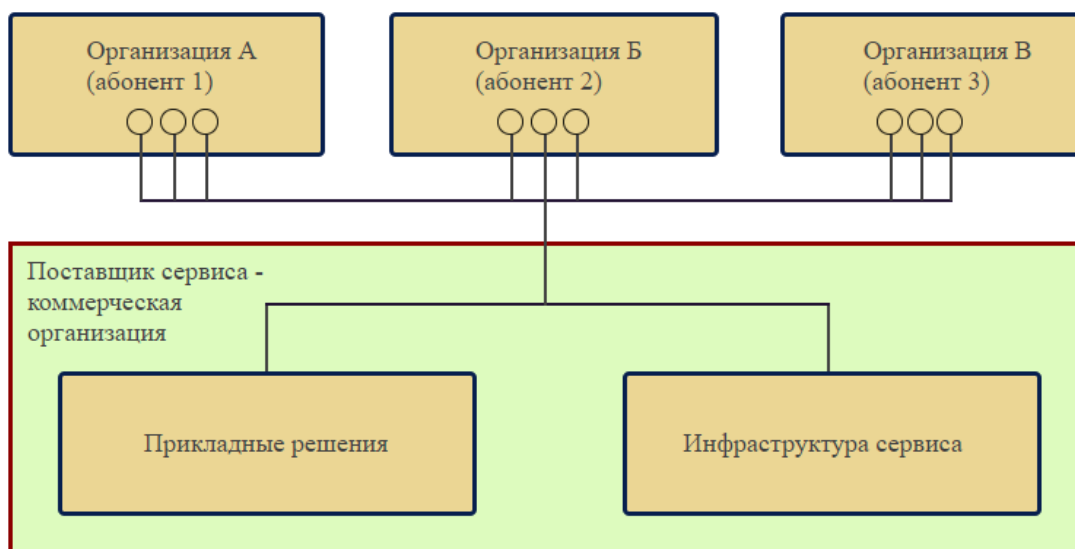 Организация А
(абонент 1)
Организация Б
(абонент 2)
Организация В
(абонент 3)
Поставщик сервиса -
коммерческая
организация
Прикладные решения
Инфраструктура сервиса